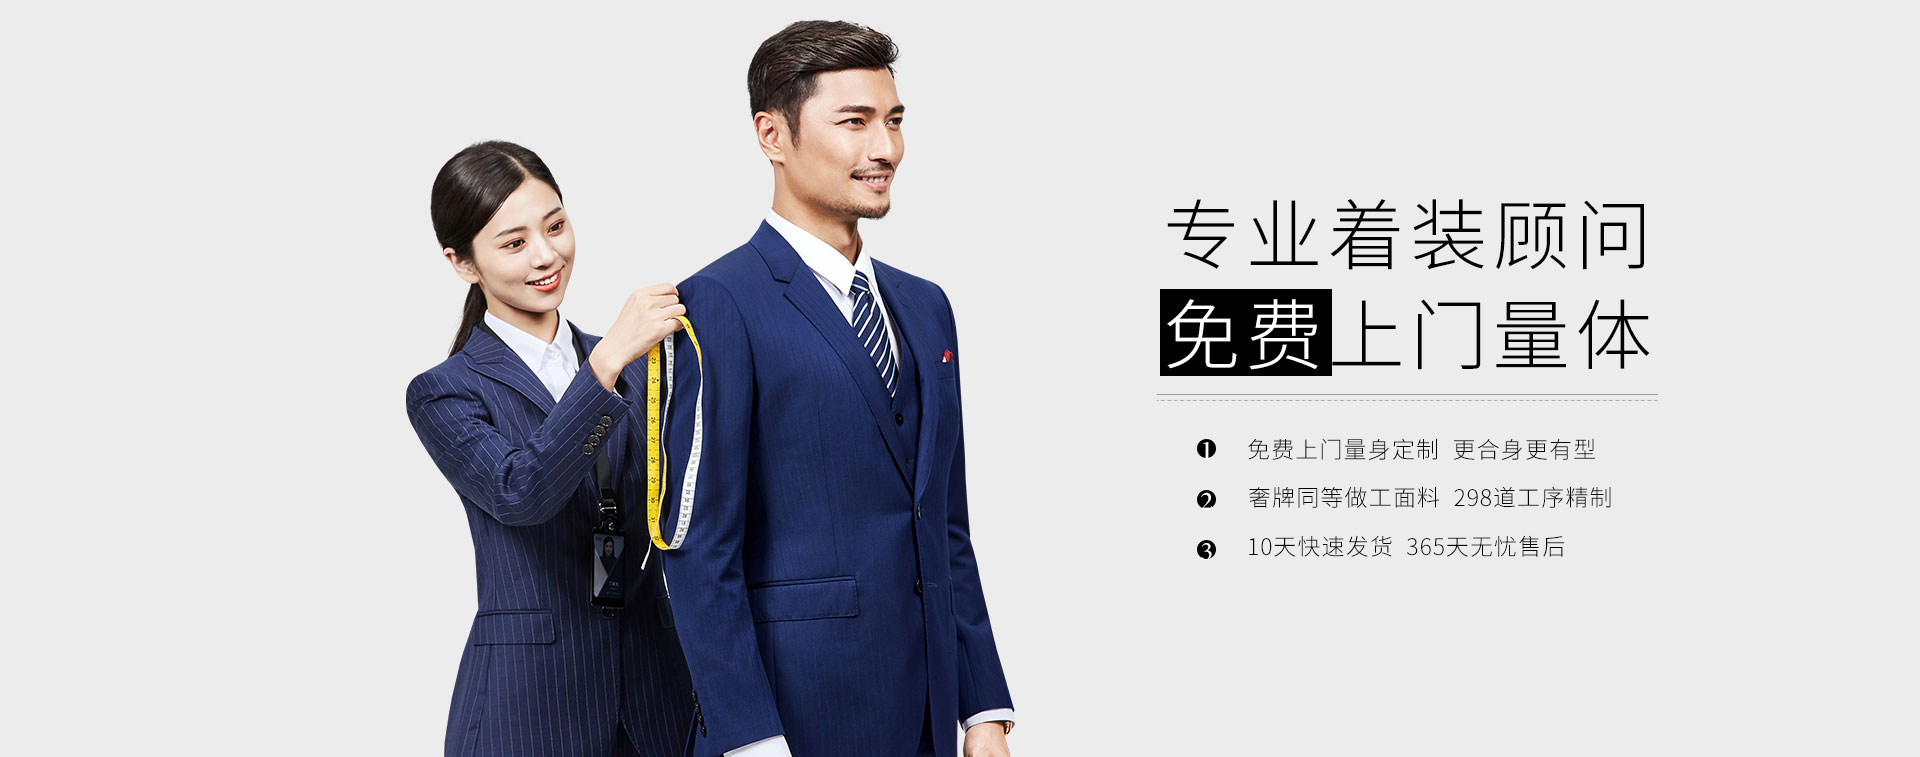 专业着装顾问
免费上门量体
1 免费上门量身定制 更合身更有型
2 奢牌同等做工面料 298道工序精制
3 10天快速发货 365天无忧售后